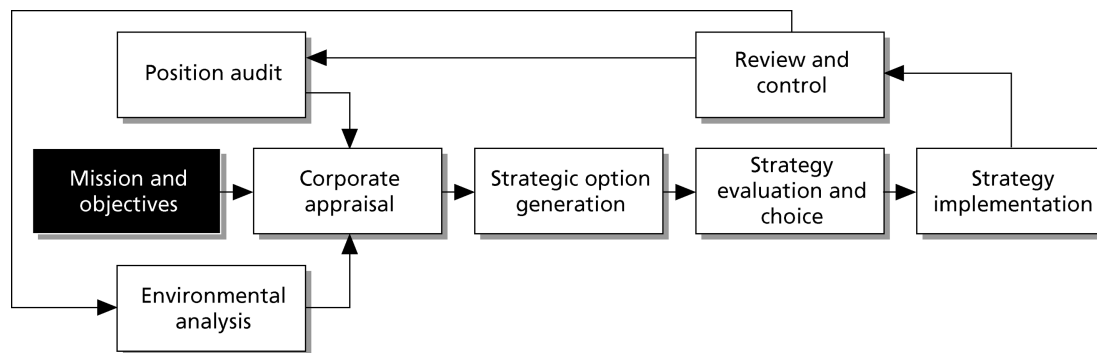 Position audit
Review and
control
Mission and
objectives
Corporate
appraisal
Strategic option
generation
Strategy
evaluation and
choice
Strategy
implementation
Environmental
analysis